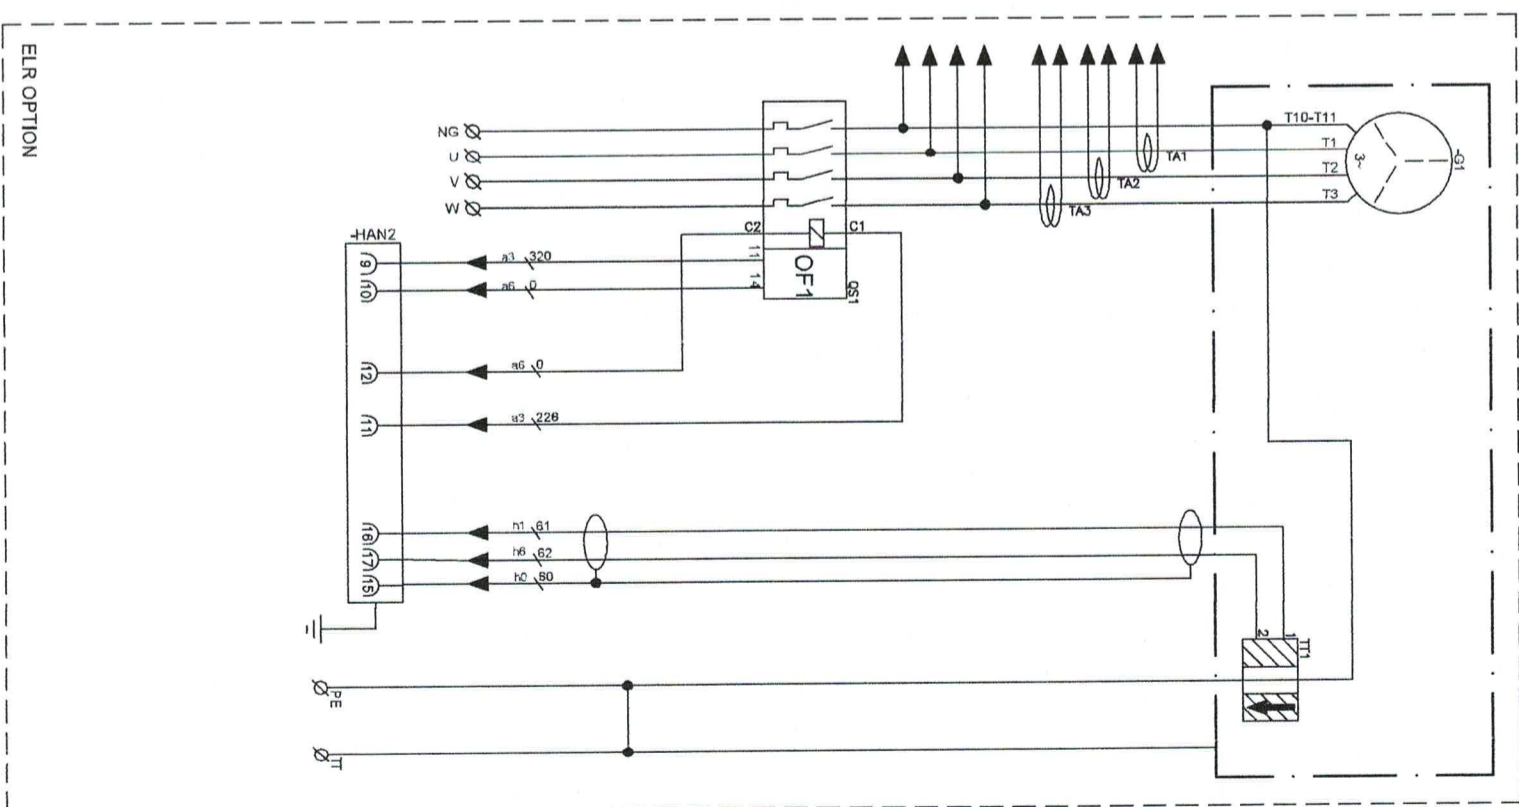 ELR OPTION
NG
U
V
W
T10-T11
T1
T2
T3
3~
-G1
TA1
TA2
TA3
C2
C1
11
14
OF1
QS1
-HAN2
9
a3 320
10
a6 0
12
a6 0
11
a3 226
16
h1 61
17
h6 62
15
h0 60
2
1
TT1
PE
TT